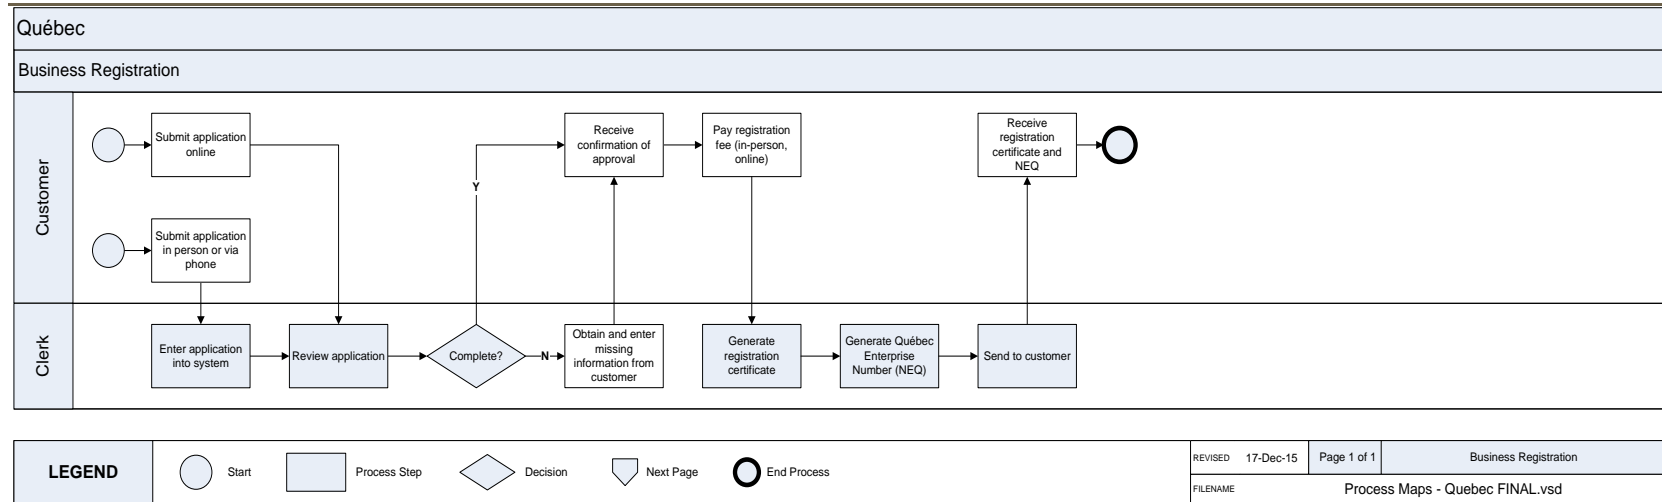 Québec
Business Registration
Customer
Submit application
online
Receive
confirmation of
approval
Pay registration
fee (in-person,
online)
Receive
registration
certificate and
NEQ
Y
Submit application
in person or via
phone
Clerk
Enter application
into system
Review application
Complete?
N
Obtain and enter
missing
information from
customer
Generate
registration
certificate
Generate Québec
Enterprise
Number (NEQ)
Send to customer
LEGEND
Start
Process Step
Decision
Next Page
End Process
REVISED 17-Dec-15
Page 1 of 1
Business Registration
FILENAME
Process Maps - Quebec FINAL.vsd